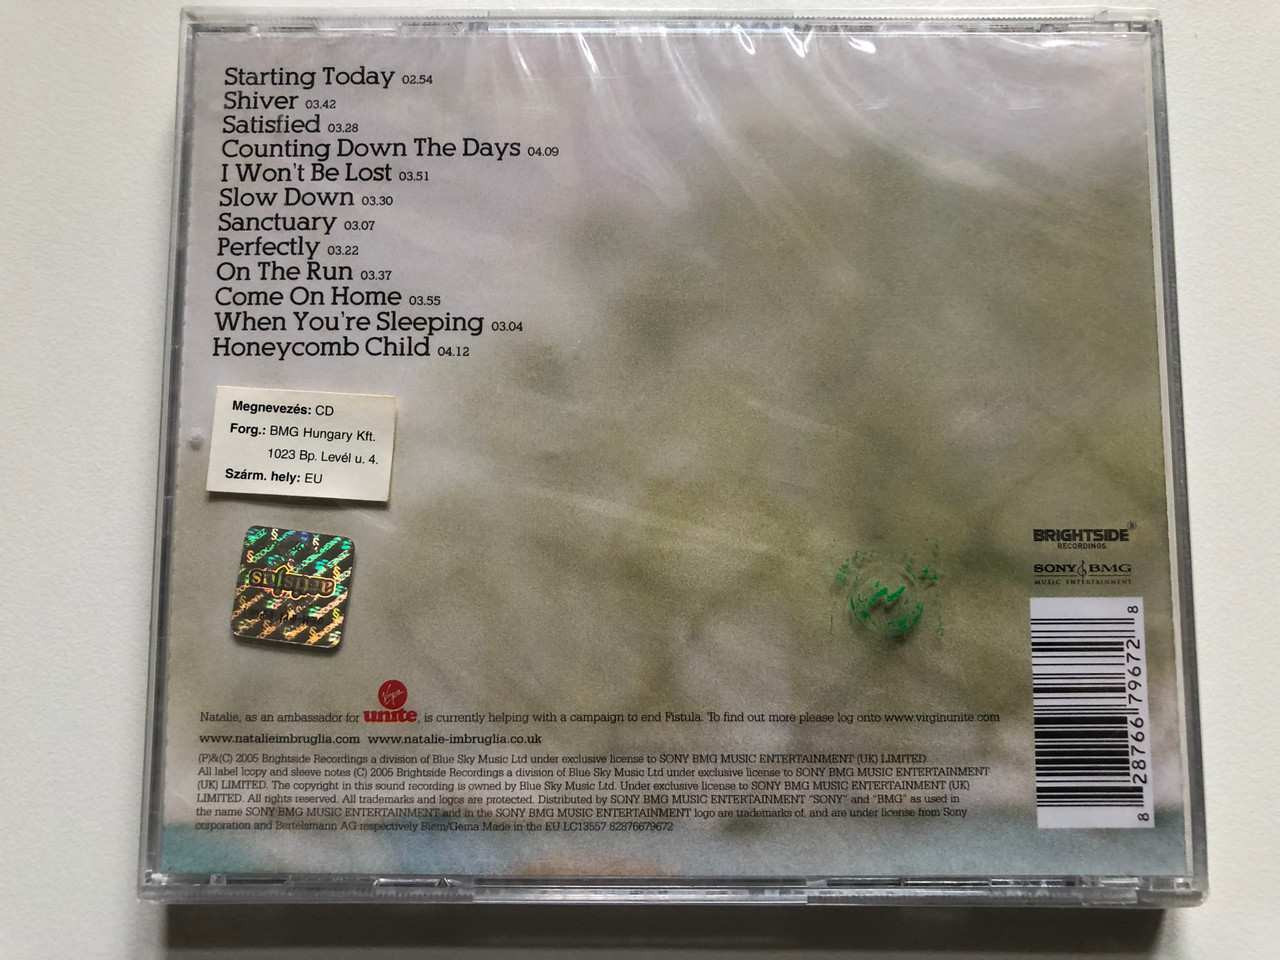 Starting Today 02.54
Shiver 03.42
Satisfied 03.28
Counting Down The Days 04.09
I Won't Be Lost 03.51
Slow Down 03.30
Sanctuary 03.07
Perfectly 03.22
On The Run 03.37
Come On Home 03.55
When You're Sleeping 03.04
Honeycomb Child 04.12
Megnevezés: CD
Forg.: BMG Hungary Kft.
1023 Bp. Levél u. 4.
Szárm. hely: EU
BRIGHTSIDE
RECORDINGS
SONY BMG
MUSIC ENTERTAINMENT
8 28766 79672 8
Virgin
Natalie, as an ambassador for unite, is currently helping with a campaign to end Fistula. To find out more please log onto www.virginunite.com
www.natalieimbruglia.com www.natalie-imbruglia.co.uk
(P)&(C) 2005 Brightside Recordings a division of Blue Sky Music Ltd under exclusive license to SONY BMG MUSIC ENTERTAINMENT (UK) LIMITED
All label lcopy and sleeve notes (C) 2005 Brightside Recordings a division of Blue Sky Music Ltd under exclusive license to SONY BMG MUSIC ENTERTAINMENT
(UK) LIMITED. The copyright in this sound recording is owned by Blue Sky Music Ltd. Under exclusive license to SONY BMG MUSIC ENTERTAINMENT (UK)
LIMITED. All rights reserved. All trademarks and logos are protected. Distributed by SONY BMG MUSIC ENTERTAINMENT "SONY" and "BMG" as used in
the name SONY BMG MUSIC ENTERTAINMENT and in the SONY BMG MUSIC ENTERTAINMENT logo are trademarks of, and are under license from Sony
corporation and Bertelsmann AG respectively Biem/Gema Made in the EU LC13557 82876679672